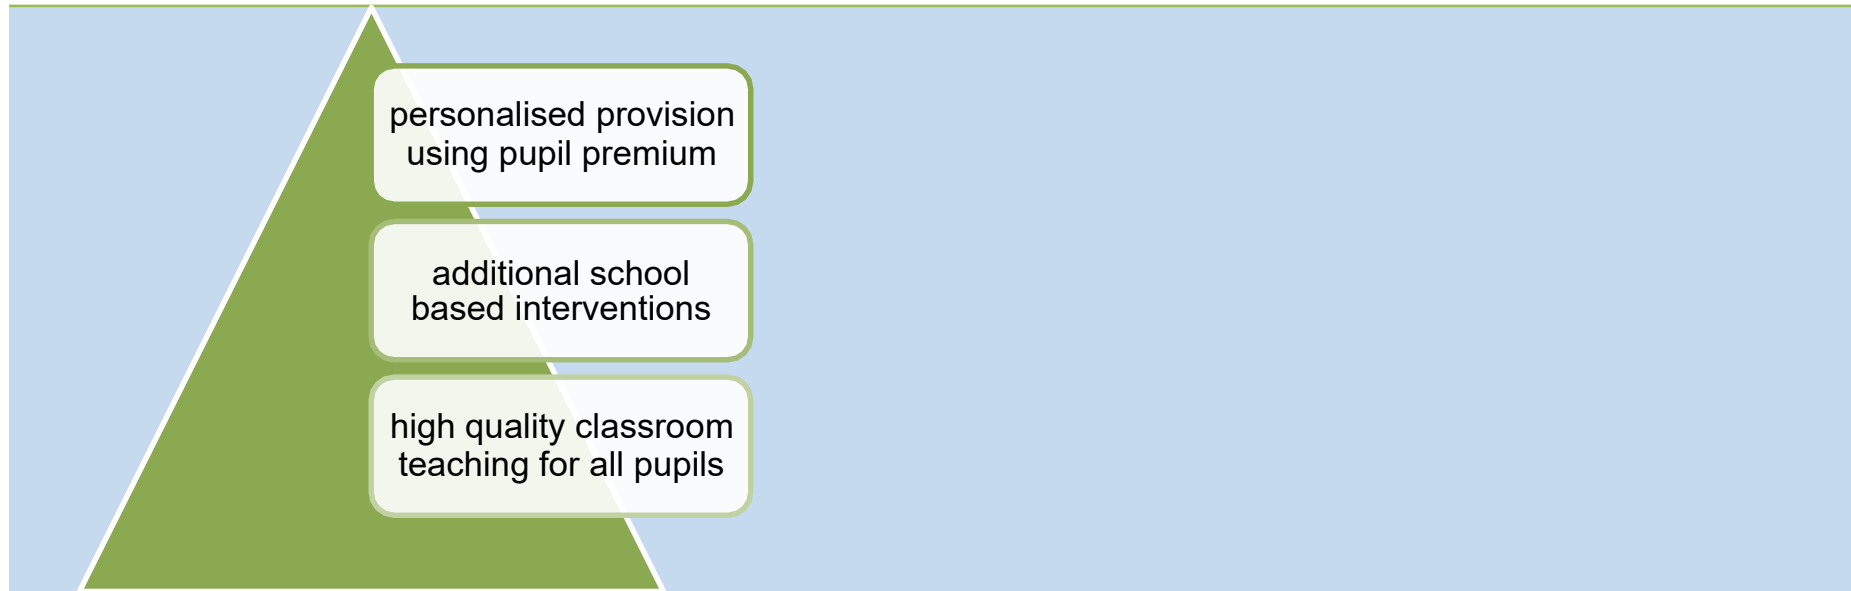 personalised provision
using pupil premium
additional school
based interventions
high quality classroom
teaching for all pupils